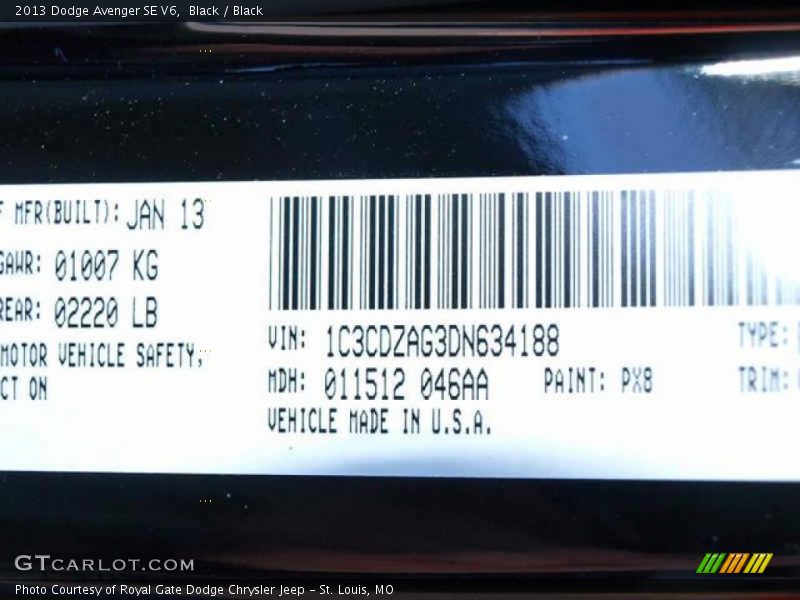 2013 Dodge Avenger SE V6, Black / Black
F MFR(BUILT): JAN 13
GAWR: 01007 KG
REAR: 02220 LB
MOTOR VEHICLE SAFETY,
CT ON
VIN: 1C3CDZAG3DN634188
TYPE:
MDH: 011512 046AA PAINT: PX8
TRIM:
VEHICLE MADE IN U.S.A.
GTCARLOT.COM
Photo Courtesy of Royal Gate Dodge Chrysler Jeep – St. Louis, MO